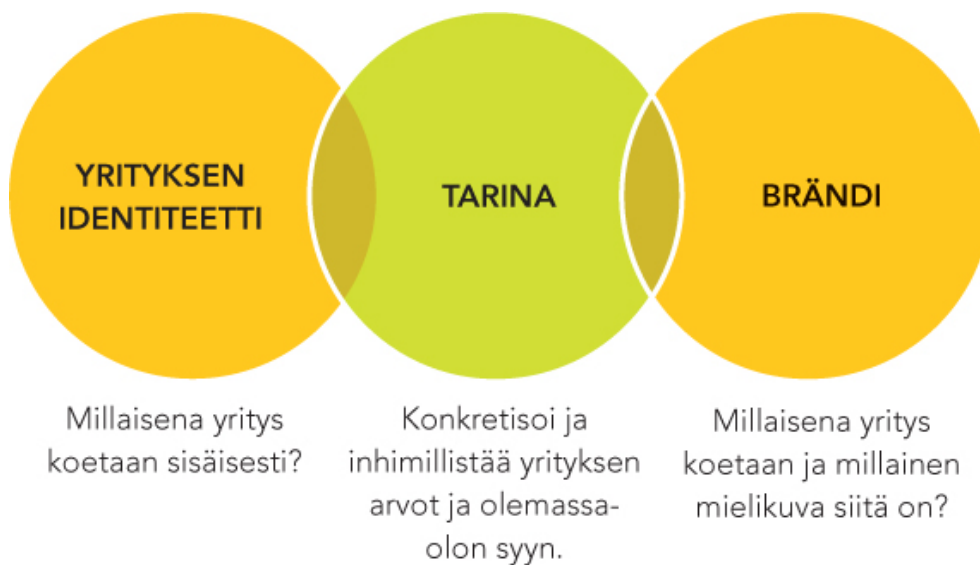 YRITYKSEN
IDENTITEETTI
TARINA
BRÄNDI
Millaisena yritys
koetaan sisäisesti?
Konkretisoi ja
inhimillistää yrityksen
arvot ja olemassa-
olon syyn.
Millaisena yritys
koetaan ja millainen
mielikuva siitä on?